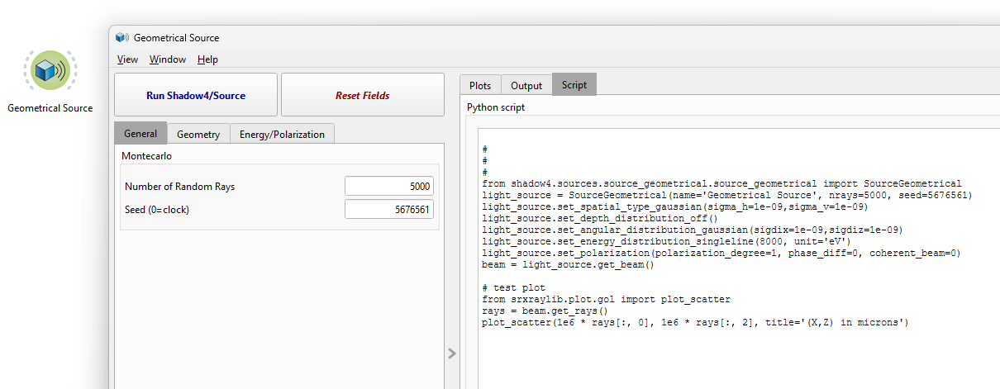 Geometrical Source
Geometrical Source
View Window Help
Run Shadow4/Source
Reset Fields
General
Geometry
Energy/Polarization
Montecarlo
Number of Random Rays
5000
Seed (0=clock)
5676561
Plots
Output
Script
Python script
#
#
#
from shadow4.sources.source_geometrical.source_geometrical import SourceGeometrical
light_source = SourceGeometrical(name='Geometrical Source', nrays=5000, seed=5676561)
light_source.set_spatial_type_gaussian(sigma_h=1e-09,sigma_v=1e-09)
light_source.set_depth_distribution_off()
light_source.set_angular_distribution_gaussian(sigdix=1e-09,sigdiz=1e-09)
light_source.set_energy_distribution_singleline(8000, unit='eV')
light_source.set_polarization(polarization_degree=1, phase_diff=0, coherent_beam=0)
beam = light_source.get_beam()
# test plot
from srxraylib.plot.gol import plot_scatter
rays = beam.get_rays()
plot_scatter(1e6 * rays[:, 0], 1e6 * rays[:, 2], title='(X,Z) in microns')
>